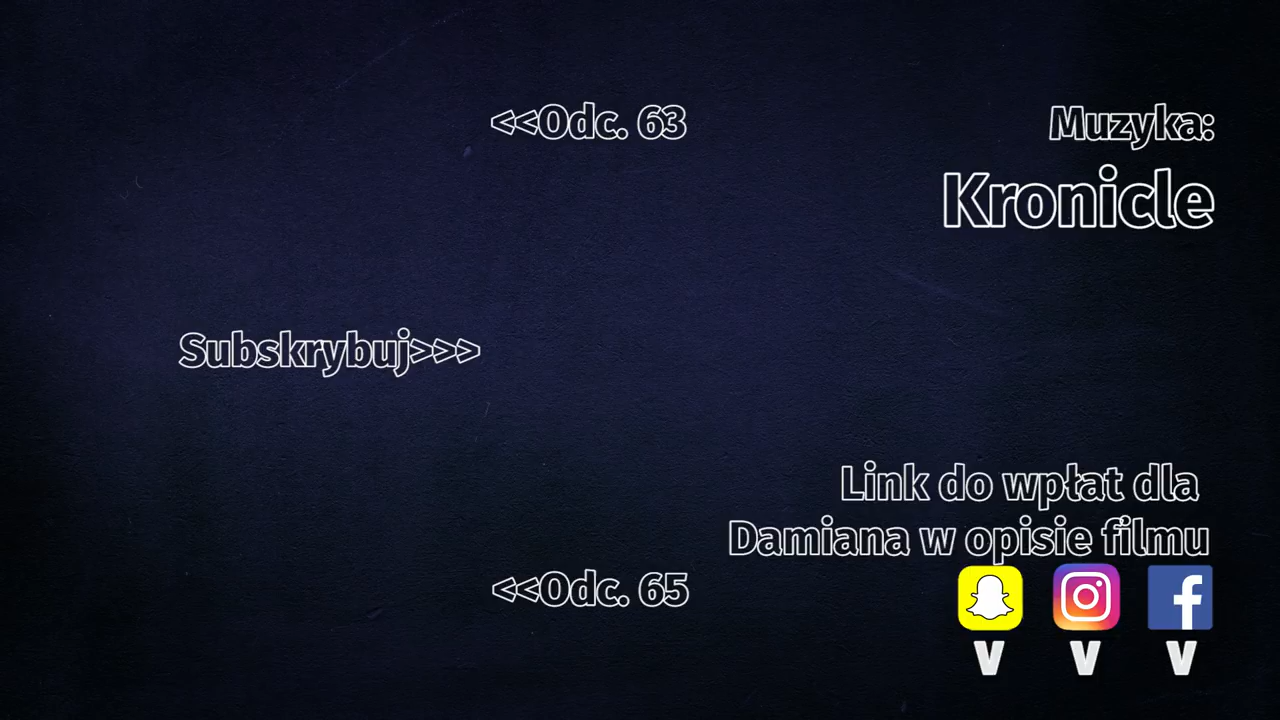 <<Odc. 63
Muzyka:
Kronicle
Subskrybuj>>>
Link do wpłat dla
Damiana w opisie filmu
<<Odc. 65
V V V